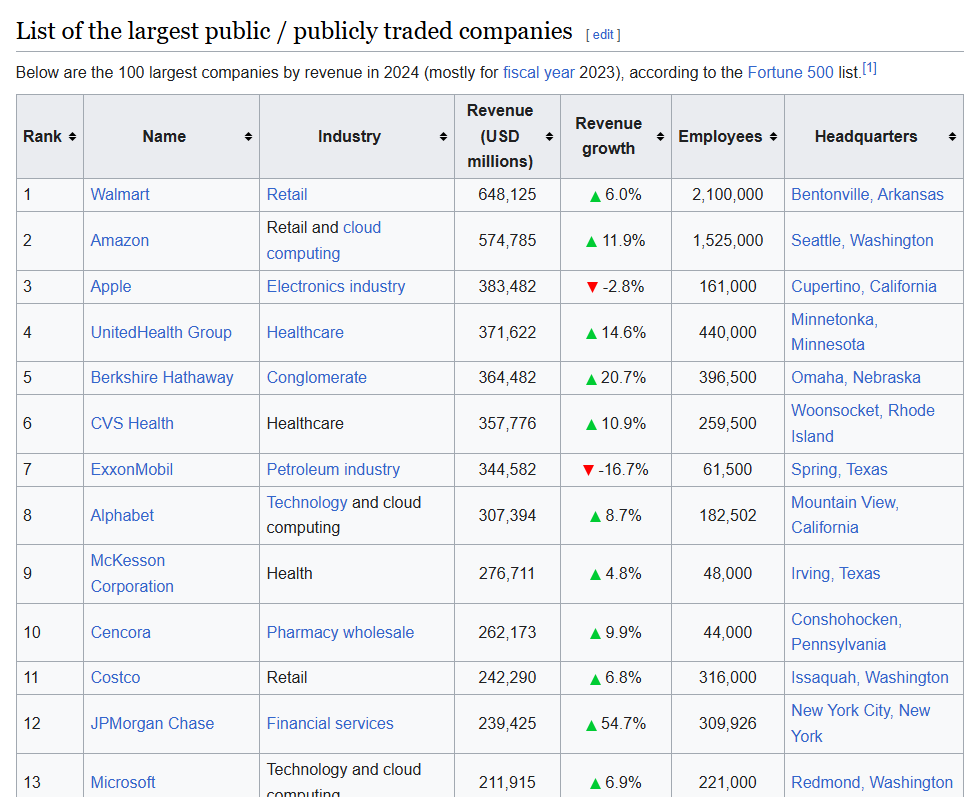 List of the largest public / publicly traded companies [ edit ]
Below are the 100 largest companies by revenue in 2024 (mostly for fiscal year 2023), according to the Fortune 500 list.[1]
Rank Name Industry Revenue (USD millions) Revenue growth Employees Headquarters
1 Walmart Retail 648,125 ▲ 6.0% 2,100,000 Bentonville, Arkansas
2 Amazon Retail and cloud computing 574,785 ▲ 11.9% 1,525,000 Seattle, Washington
3 Apple Electronics industry 383,482 ▼ -2.8% 161,000 Cupertino, California
4 UnitedHealth Group Healthcare 371,622 ▲ 14.6% 440,000 Minnetonka, Minnesota
5 Berkshire Hathaway Conglomerate 364,482 ▲ 20.7% 396,500 Omaha, Nebraska
6 CVS Health Healthcare 357,776 ▲ 10.9% 259,500 Woonsocket, Rhode Island
7 ExxonMobil Petroleum industry 344,582 ▼ -16.7% 61,500 Spring, Texas
8 Alphabet Technology and cloud computing 307,394 ▲ 8.7% 182,502 Mountain View, California
9 McKesson Corporation Health 276,711 ▲ 4.8% 48,000 Irving, Texas
10 Cencora Pharmacy wholesale 262,173 ▲ 9.9% 44,000 Conshohocken, Pennsylvania
11 Costco Retail 242,290 ▲ 6.8% 316,000 Issaquah, Washington
12 JPMorgan Chase Financial services 239,425 ▲ 54.7% 309,926 New York City, New York
13 Microsoft Technology and cloud computing 211,915 ▲ 6.9% 221,000 Redmond, Washington